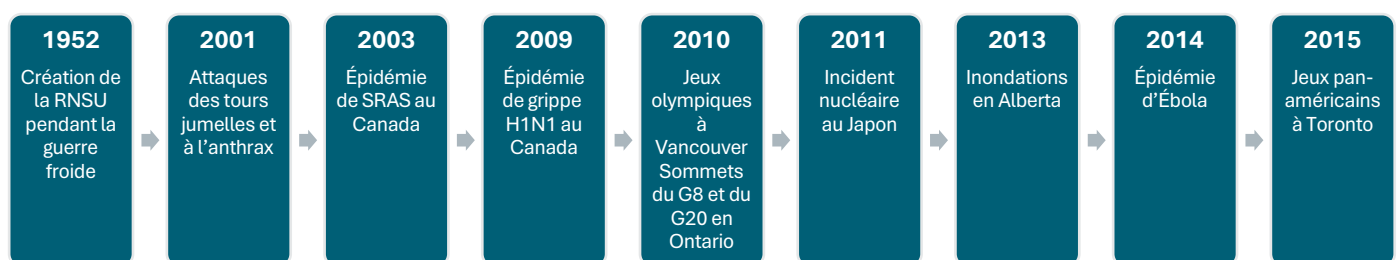 1952
Création de
la RNSU
pendant la
guerre
froide
2001
Attaques
des tours
jumelles et
à l’anthrax
2003
Épidémie
de SRAS au
Canada
2009
Épidémie
de grippe
H1N1 au
Canada
2010
Jeux
olympiques
à
Vancouver
Sommets
du G8 et du
G20 en
Ontario
2011
Incident
nucléaire
au Japon
2013
Inondations
en Alberta
2014
Épidémie
d’Ébola
2015
Jeux pan-
américains
à Toronto